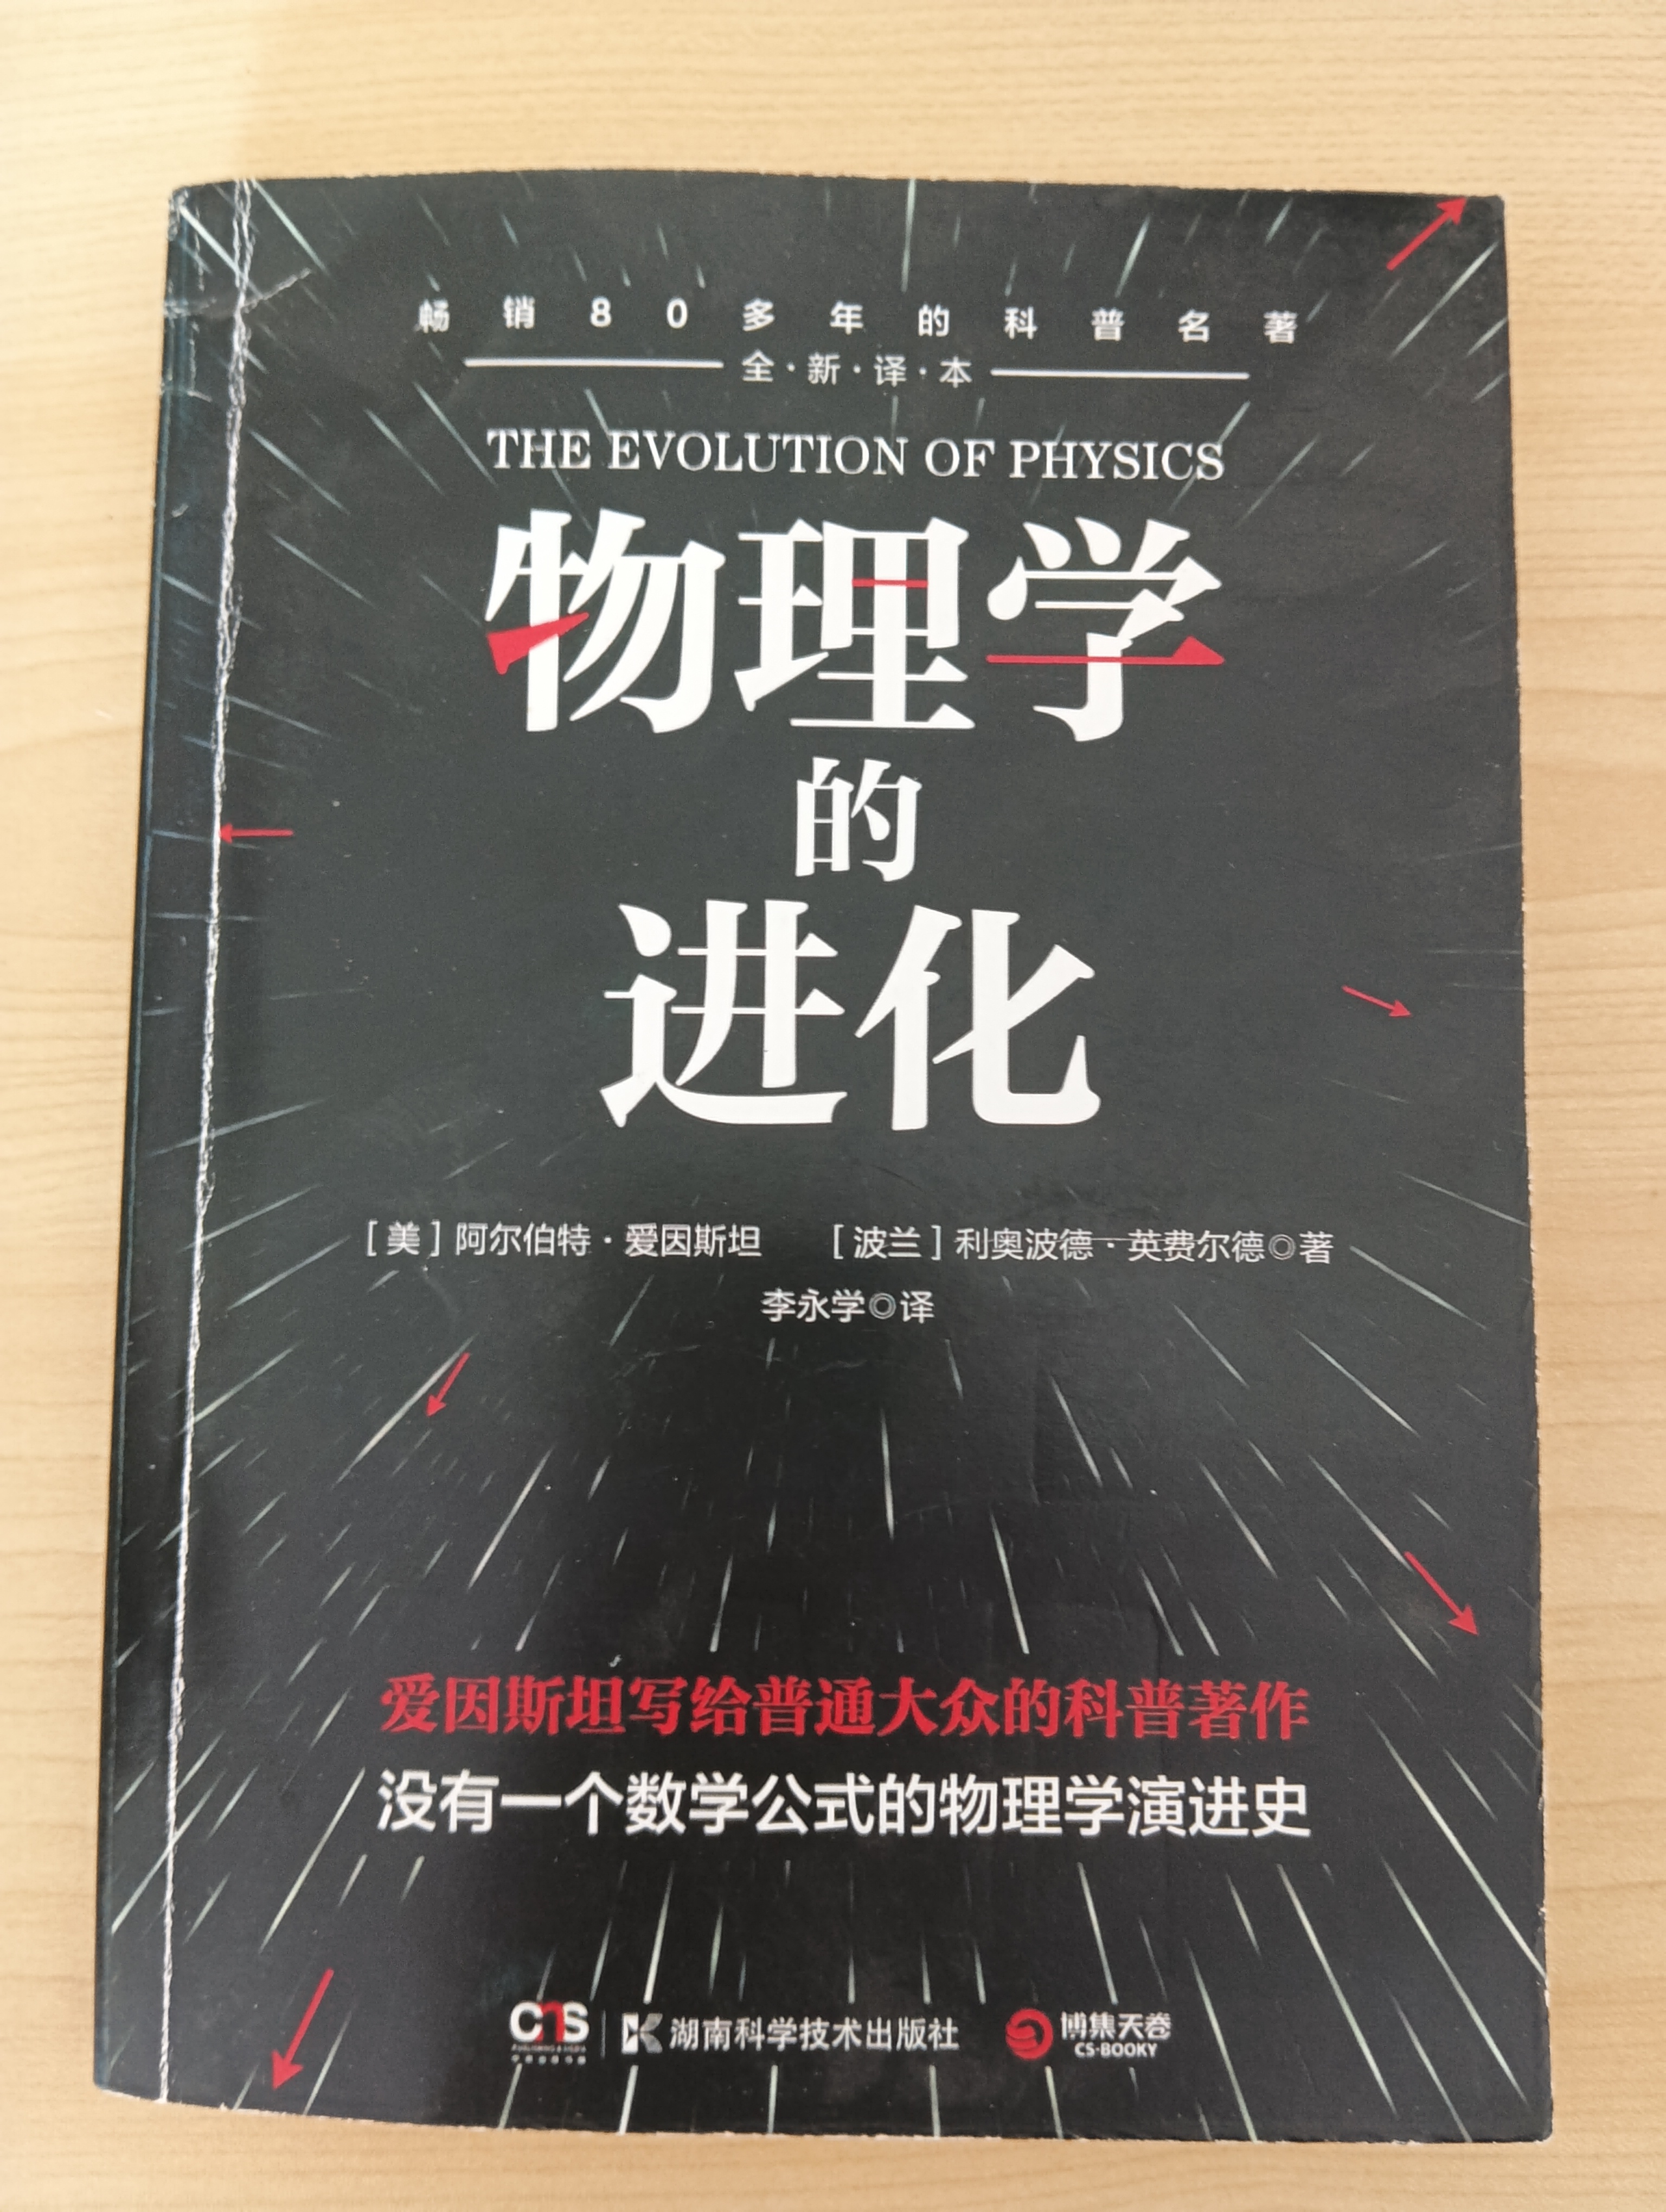 畅销80多年的科普名著
全·新·译·本
THE EVOLUTION OF PHYSICS
物理学
的
进化
[美]阿尔伯特·爱因斯坦 [波兰]利奥波德·英费尔德◎著
李永学◎译
爱因斯坦写给普通大众的科普著作
没有一个数学公式的物理学演进史
CNS 湖南科学技术出版社 博集天卷
CS-BOOKY